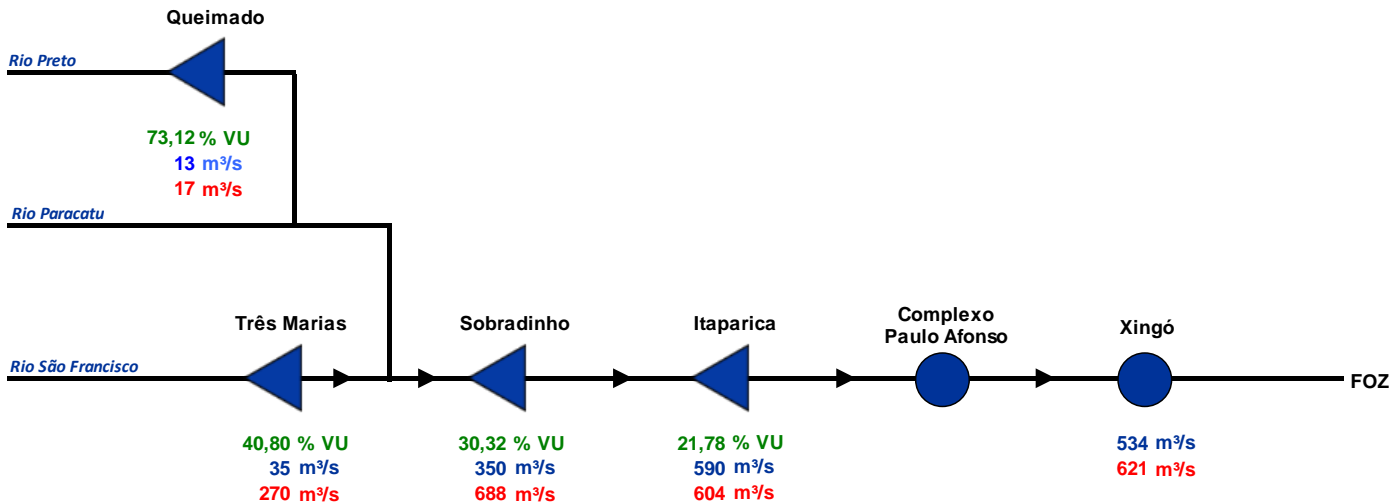 Queimado
Rio Preto
73,12 % VU
13 m³/s
17 m³/s
Rio Paracatu
Três Marias
Sobradinho
Itaparica
Complexo
Paulo Afonso
Xingó
Rio São Francisco
FOZ
40,80 % VU
35 m³/s
270 m³/s
30,32 % VU
350 m³/s
688 m³/s
21,78 % VU
590 m³/s
604 m³/s
534 m³/s
621 m³/s